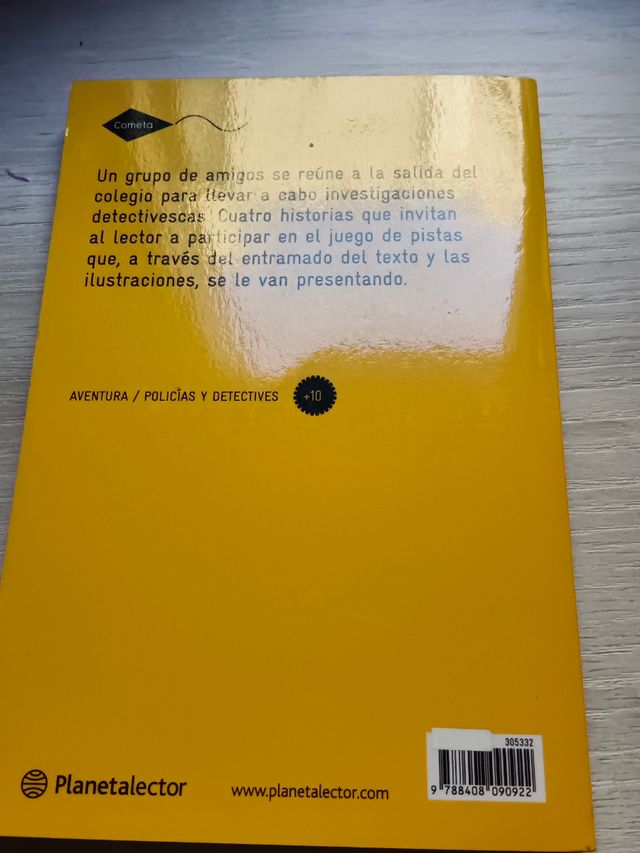 Cometa
Un grupo de amigos se reúne a la salida del
colegio para llevar a cabo investigaciones
detectivescas. Cuatro historias que invitan
al lector a participar en el juego de pistas
que, a través del entramado del texto y las
ilustraciones, se le van presentando.
AVENTURA / POLICÍAS Y DETECTIVES +10
305332
9 788408 090922
Planetalector
www.planetalector.com